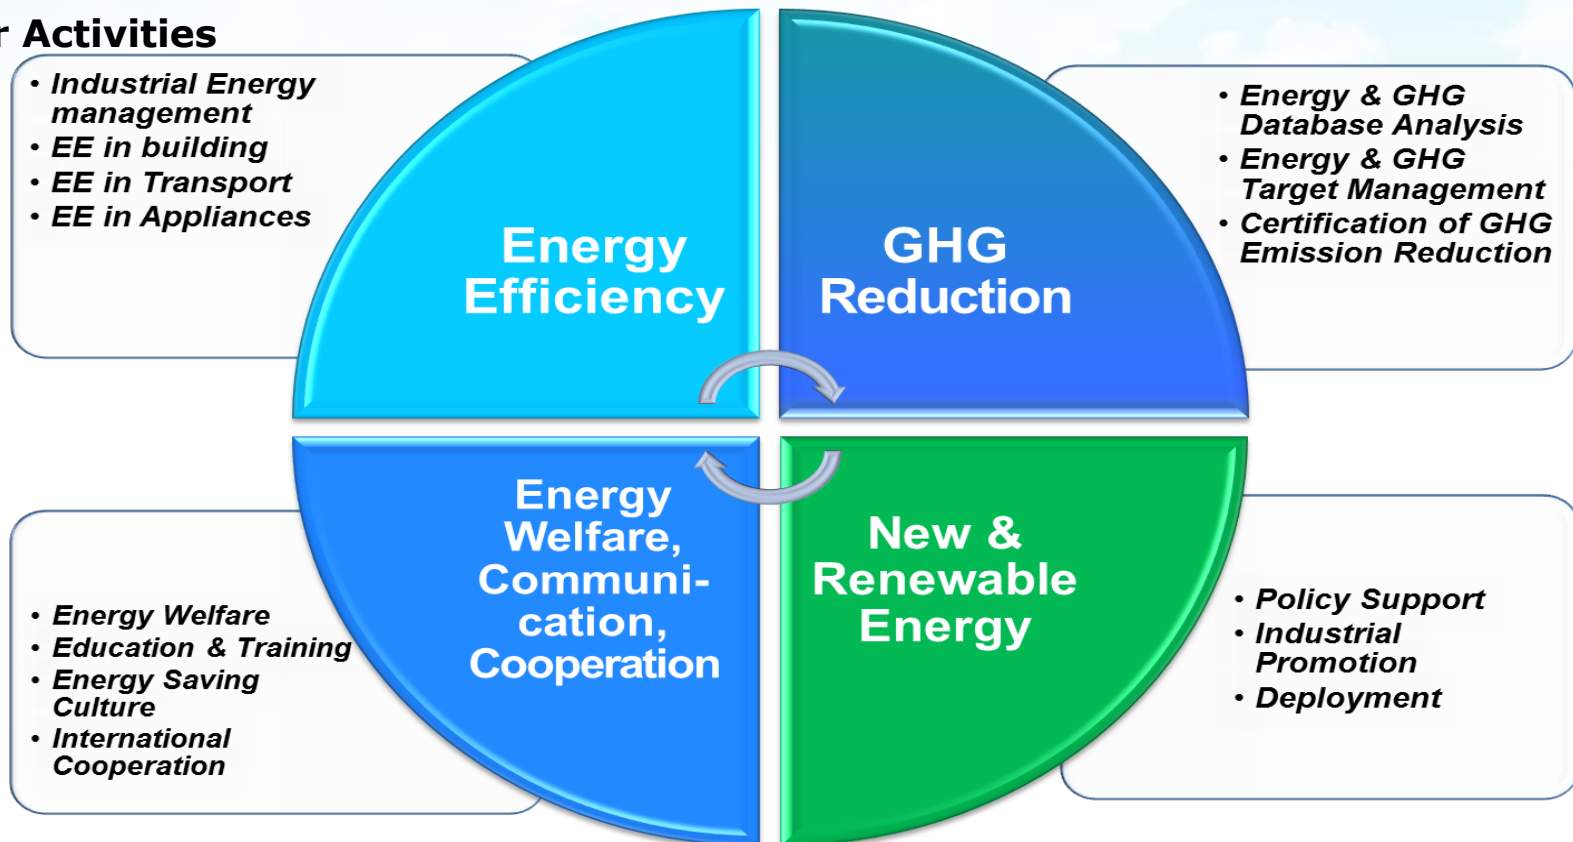 r Activities
• Industrial Energy
management
• EE in building
• EE in Transport
• EE in Appliances
Energy
Efficiency
GHG
Reduction
• Energy & GHG
Database Analysis
• Energy & GHG
Target Management
• Certification of GHG
Emission Reduction
• Energy Welfare
• Education & Training
• Energy Saving
Culture
• International
Cooperation
Energy
Welfare,
Communi-
cation,
Cooperation
New &
Renewable
Energy
• Policy Support
• Industrial
Promotion
• Deployment